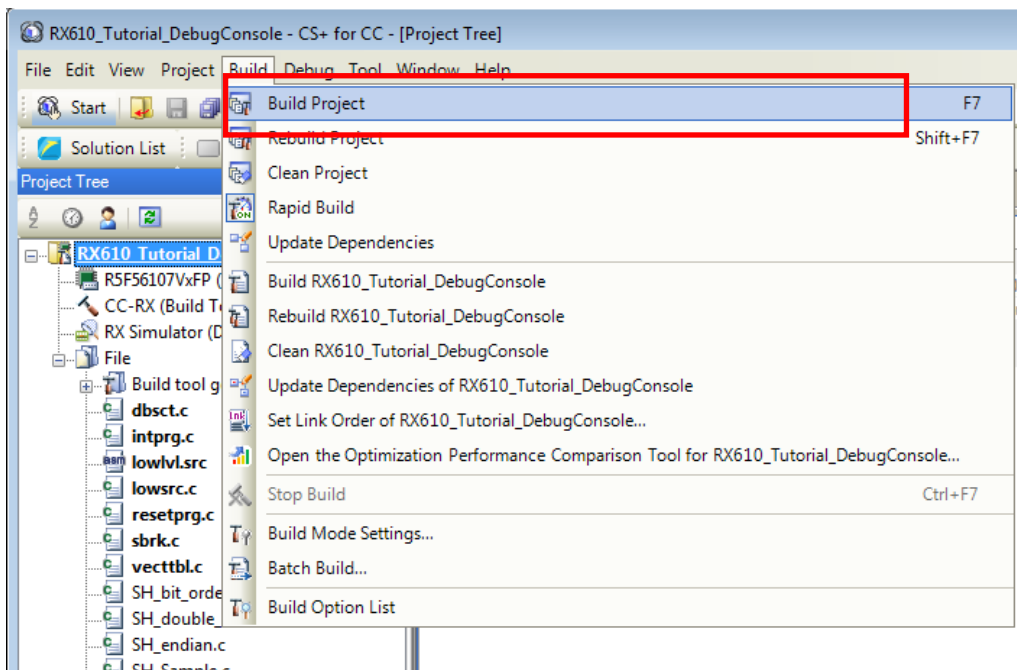 RX610_Tutorial_DebugConsole - CS+ for CC - [Project Tree]
File Edit View Project Build Debug Tool Window Help
Start
Build Project F7
Solution List
Rebuild Project Shift+F7
Project Tree
Clean Project
Rapid Build
Update Dependencies
RX610_Tutorial_D
R5F56107VxFP (
Build RX610_Tutorial_DebugConsole
CC-RX (Build T
Rebuild RX610_Tutorial_DebugConsole
RX Simulator (D
File
Clean RX610_Tutorial_DebugConsole
Build tool g
Update Dependencies of RX610_Tutorial_DebugConsole
dbsct.c
Set Link Order of RX610_Tutorial_DebugConsole...
intprg.c
lowlvl.src
Open the Optimization Performance Comparison Tool for RX610_Tutorial_DebugConsole...
lowsrc.c
Stop Build Ctrl+F7
resetprg.c
sbrk.c
Build Mode Settings...
vecttbl.c
Batch Build...
SH_bit_orde
Build Option List
SH_double_
SH_endian.c
SH_Sample.c